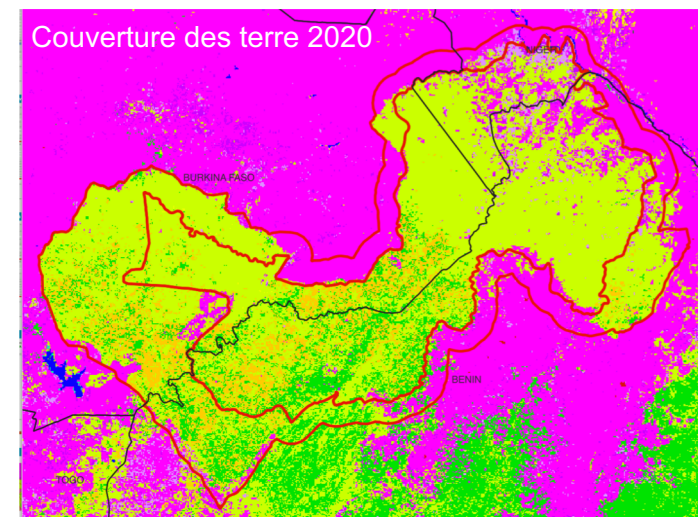 Couverture des terre 2020
NIGER
BURKINA FASO
BENIN
TOGO